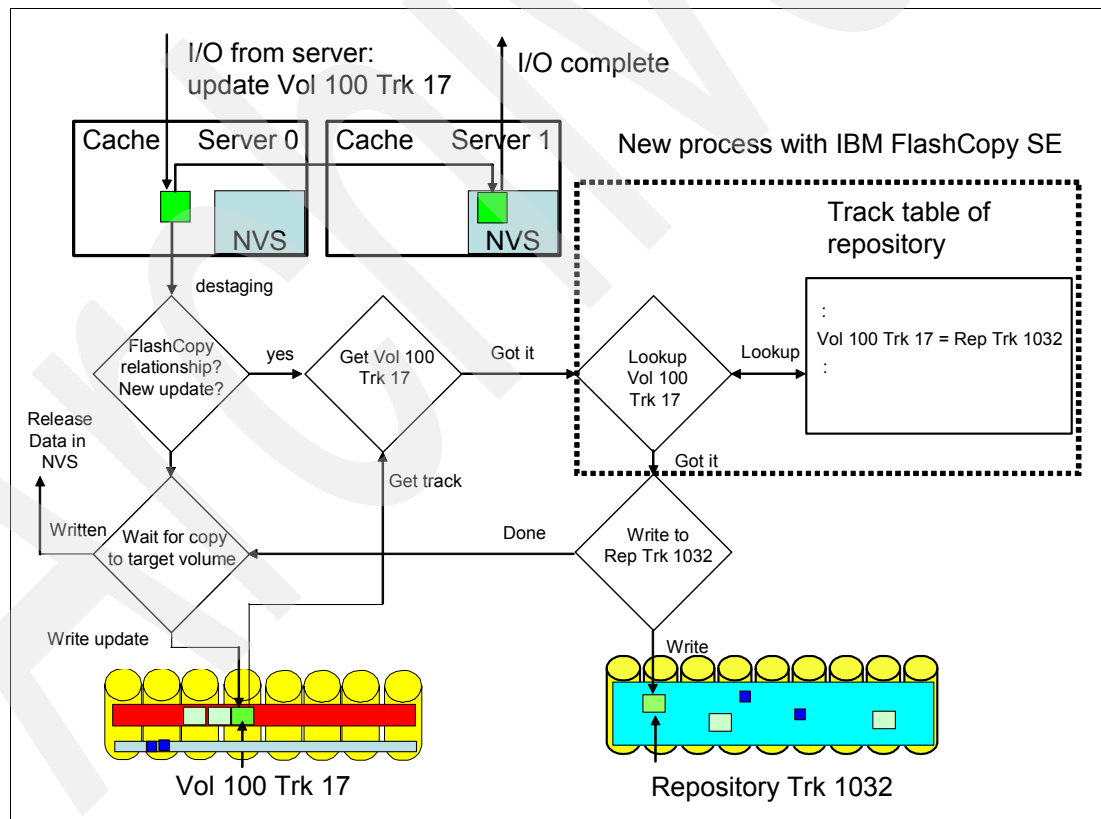 I/O from server:
update Vol 100 Trk 17
I/O complete
Cache Server 0
Cache Server 1
New process with IBM FlashCopy SE
NVS
NVS
Track table of
repository
destaging
FlashCopy
relationship?
New update?
yes
Get Vol 100
Trk 17
Got it
Lookup
Vol 100
Trk 17
Lookup
:
Vol 100 Trk 17 = Rep Trk 1032
:
Release
Data in
NVS
Get track
Got it
Written
Wait for copy
to target volume
Done
Write to
Rep Trk 1032
Write update
Write
Vol 100 Trk 17
Repository Trk 1032